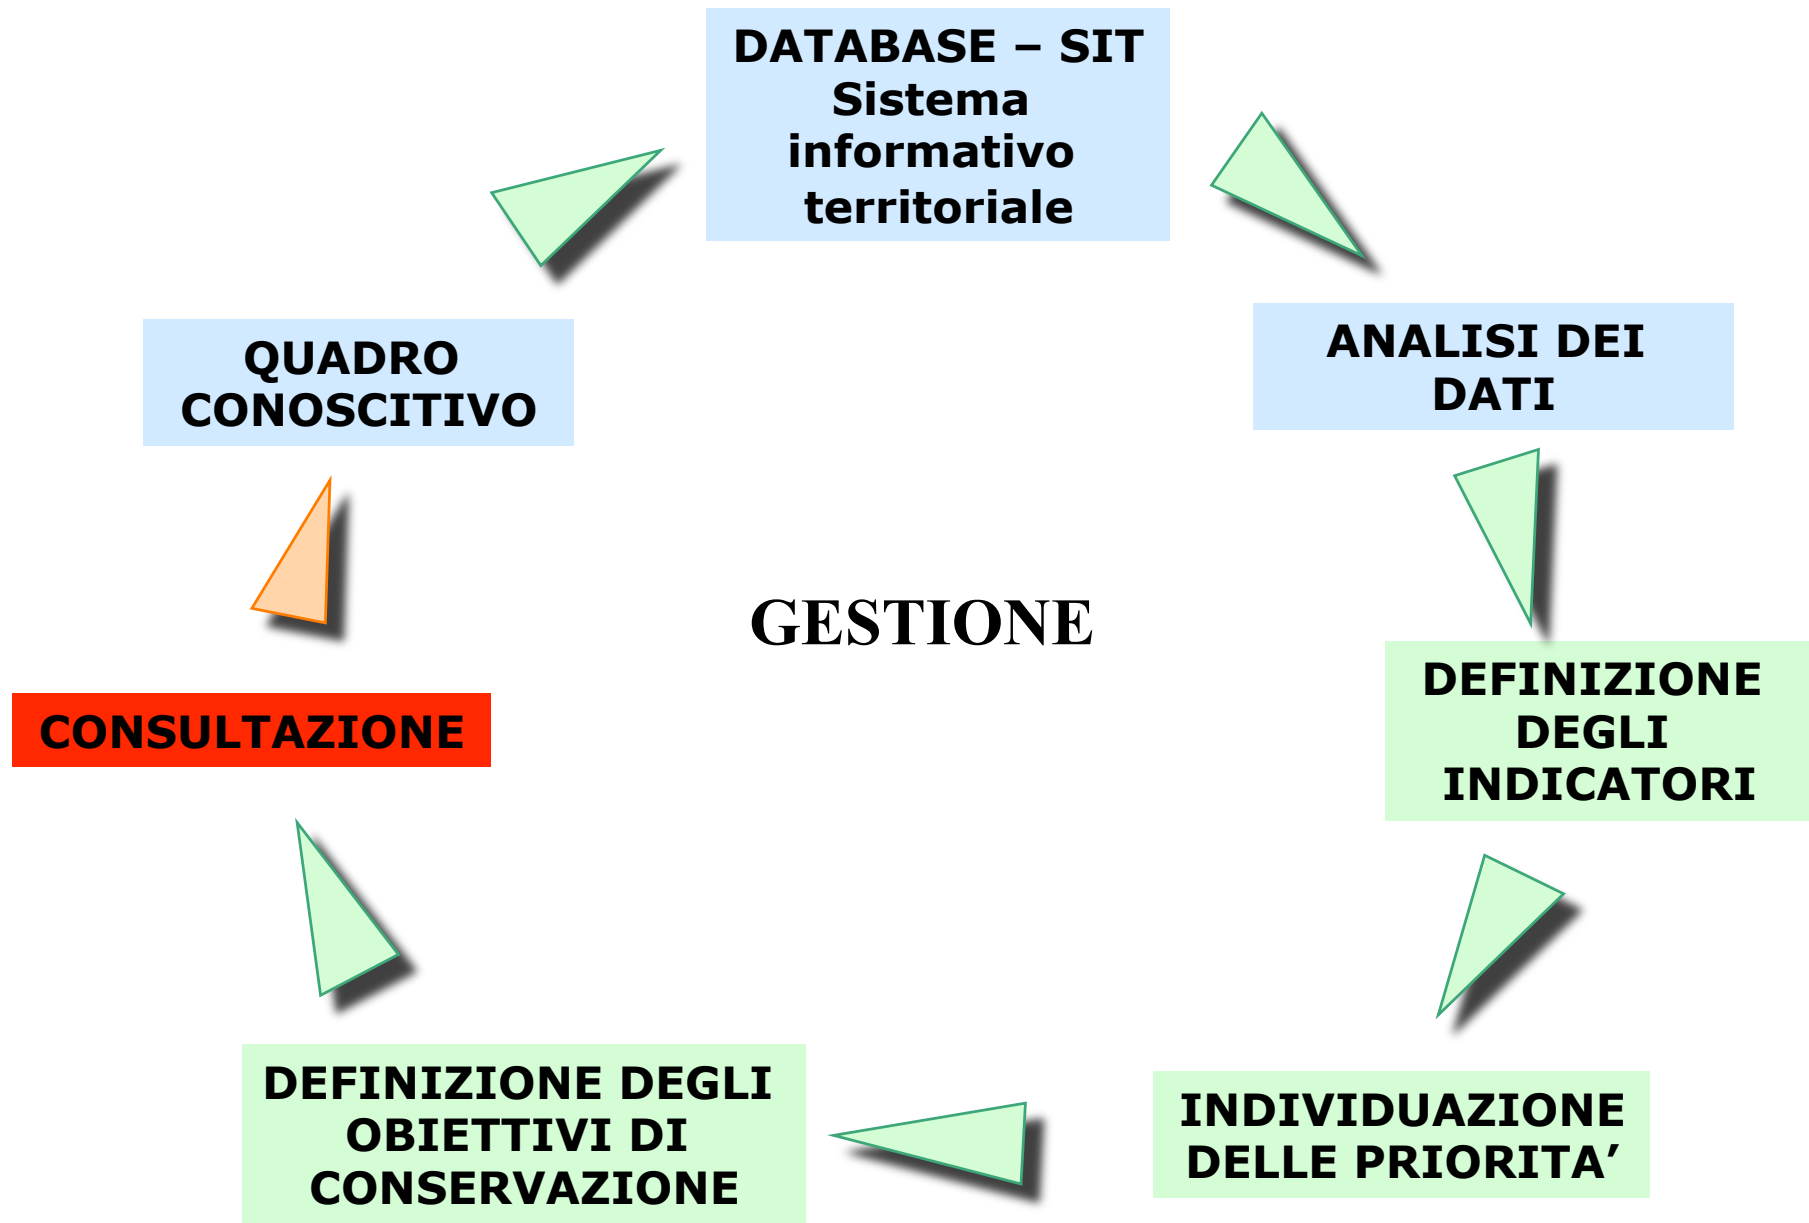 DATABASE – SIT
Sistema
informativo
territoriale
QUADRO
CONOSCITIVO
ANALISI DEI
DATI
GESTIONE
CONSULTAZIONE
DEFINIZIONE
DEGLI
INDICATORI
DEFINIZIONE DEGLI
OBIETTIVI DI
CONSERVAZIONE
INDIVIDUAZIONE
DELLE PRIORITA’